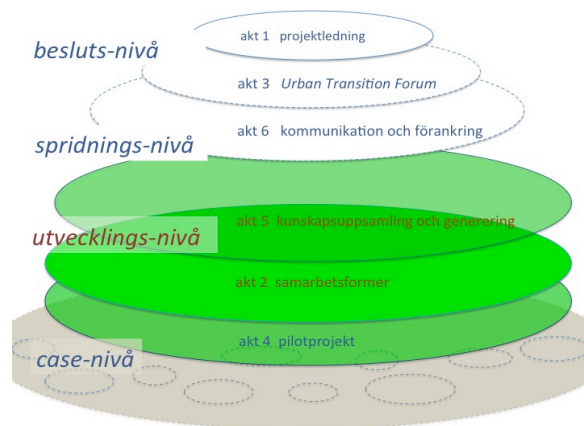 akt 1 projektledning
besluts-nivå
akt 3 Urban Transition Forum
akt 6 kommunikation och förankring
spridnings-nivå
akt 5 kunskapsuppsamling och generering
utvecklings-nivå
akt 2 samarbetsformer
akt 4 pilotprojekt
case-nivå